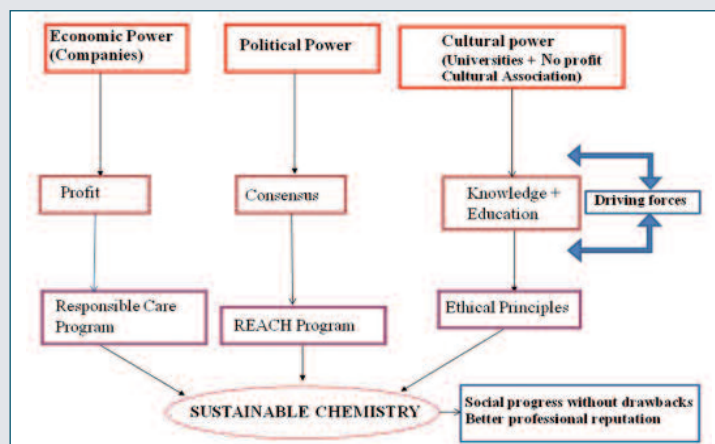 Economic Power
(Companies)
Political Power
Cultural power
(Universities + No profit
Cultural Association)
Profit
Consensus
Knowledge +
Education
Driving forces
Responsible Care
Program
REACH Program
Ethical Principles
SUSTAINABLE CHEMISTRY
Social progress without drawbacks
Better professional reputation